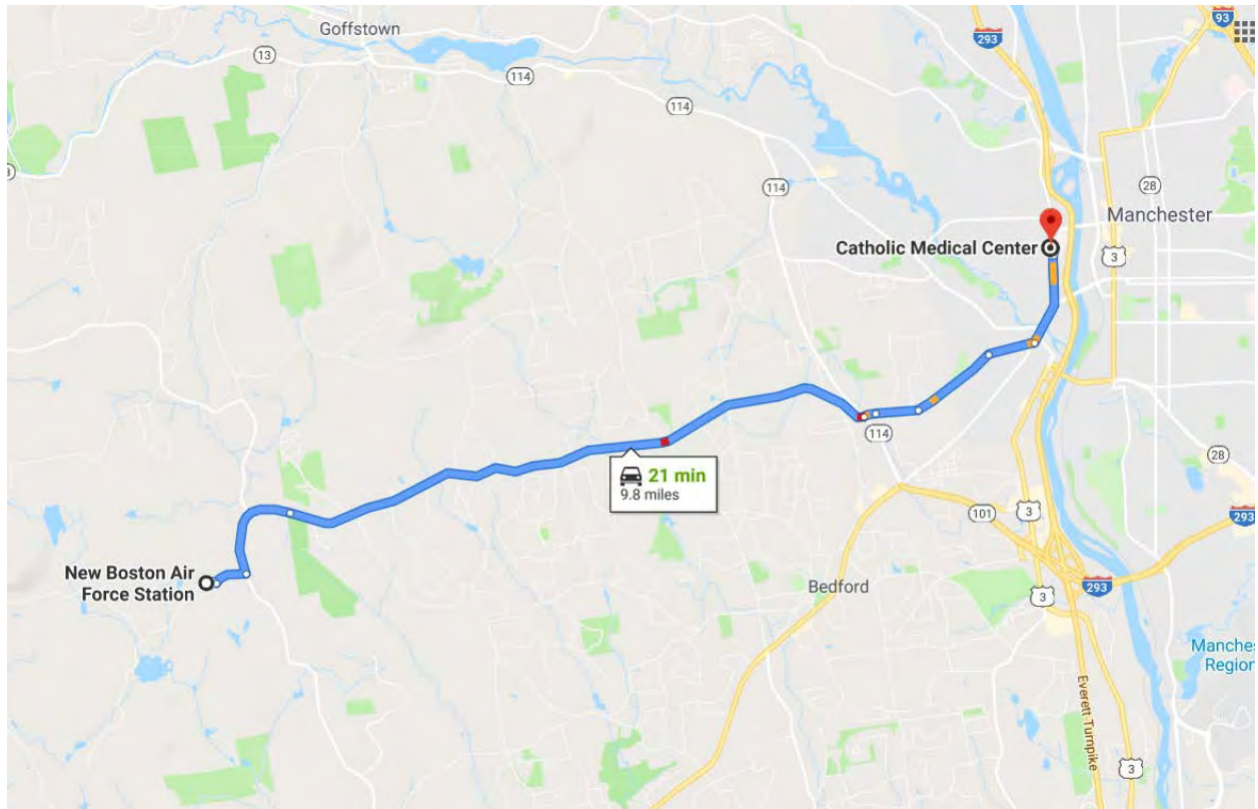 Goffstown
13
114
114
114
293
93
28
Manchester
3
Catholic Medical Center
114
21 min
9.8 miles
New Boston Air
Force Station
Bedford
101
3
28
293
293
3
Manches
Region
Everett Turnpike
3